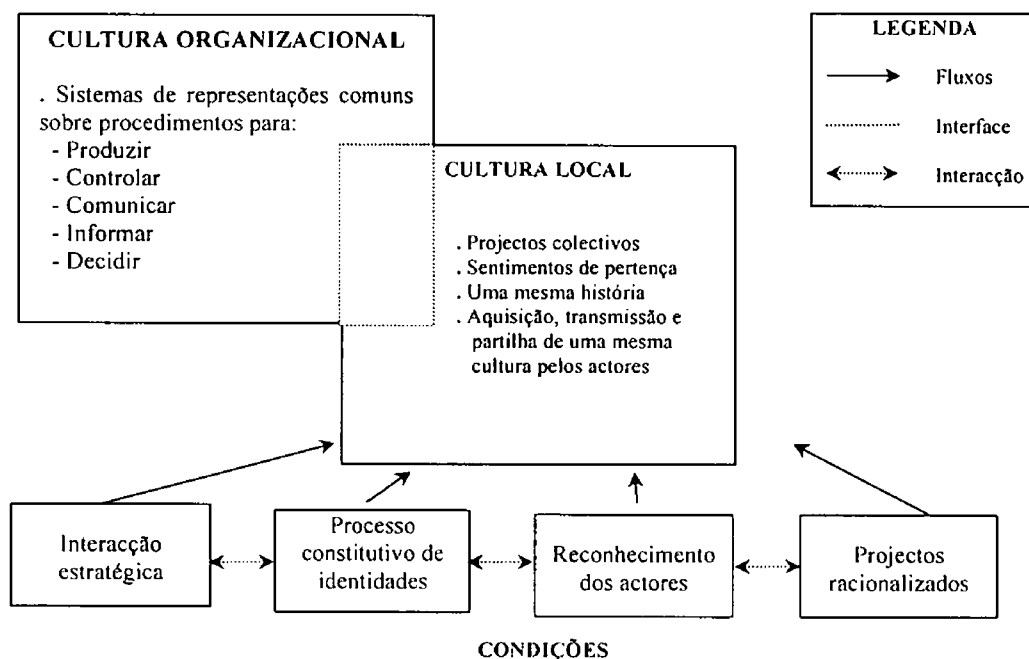 CULTURA ORGANIZACIONAL
. Sistemas de representações comuns
sobre procedimentos para:
- Produzir
- Controlar
- Comunicar
- Informar
- Decidir
CULTURA LOCAL
. Projectos colectivos
. Sentimentos de pertença
. Uma mesma história
. Aquisição, transmissão e
partilha de uma mesma
cultura pelos actores
LEGENDA
Fluxos
Interface
Interacção
Interacção
estratégica
Processo
constitutivo de
identidades
Reconhecimento
dos actores
Projectos
racionalizados
CONDIÇÕES